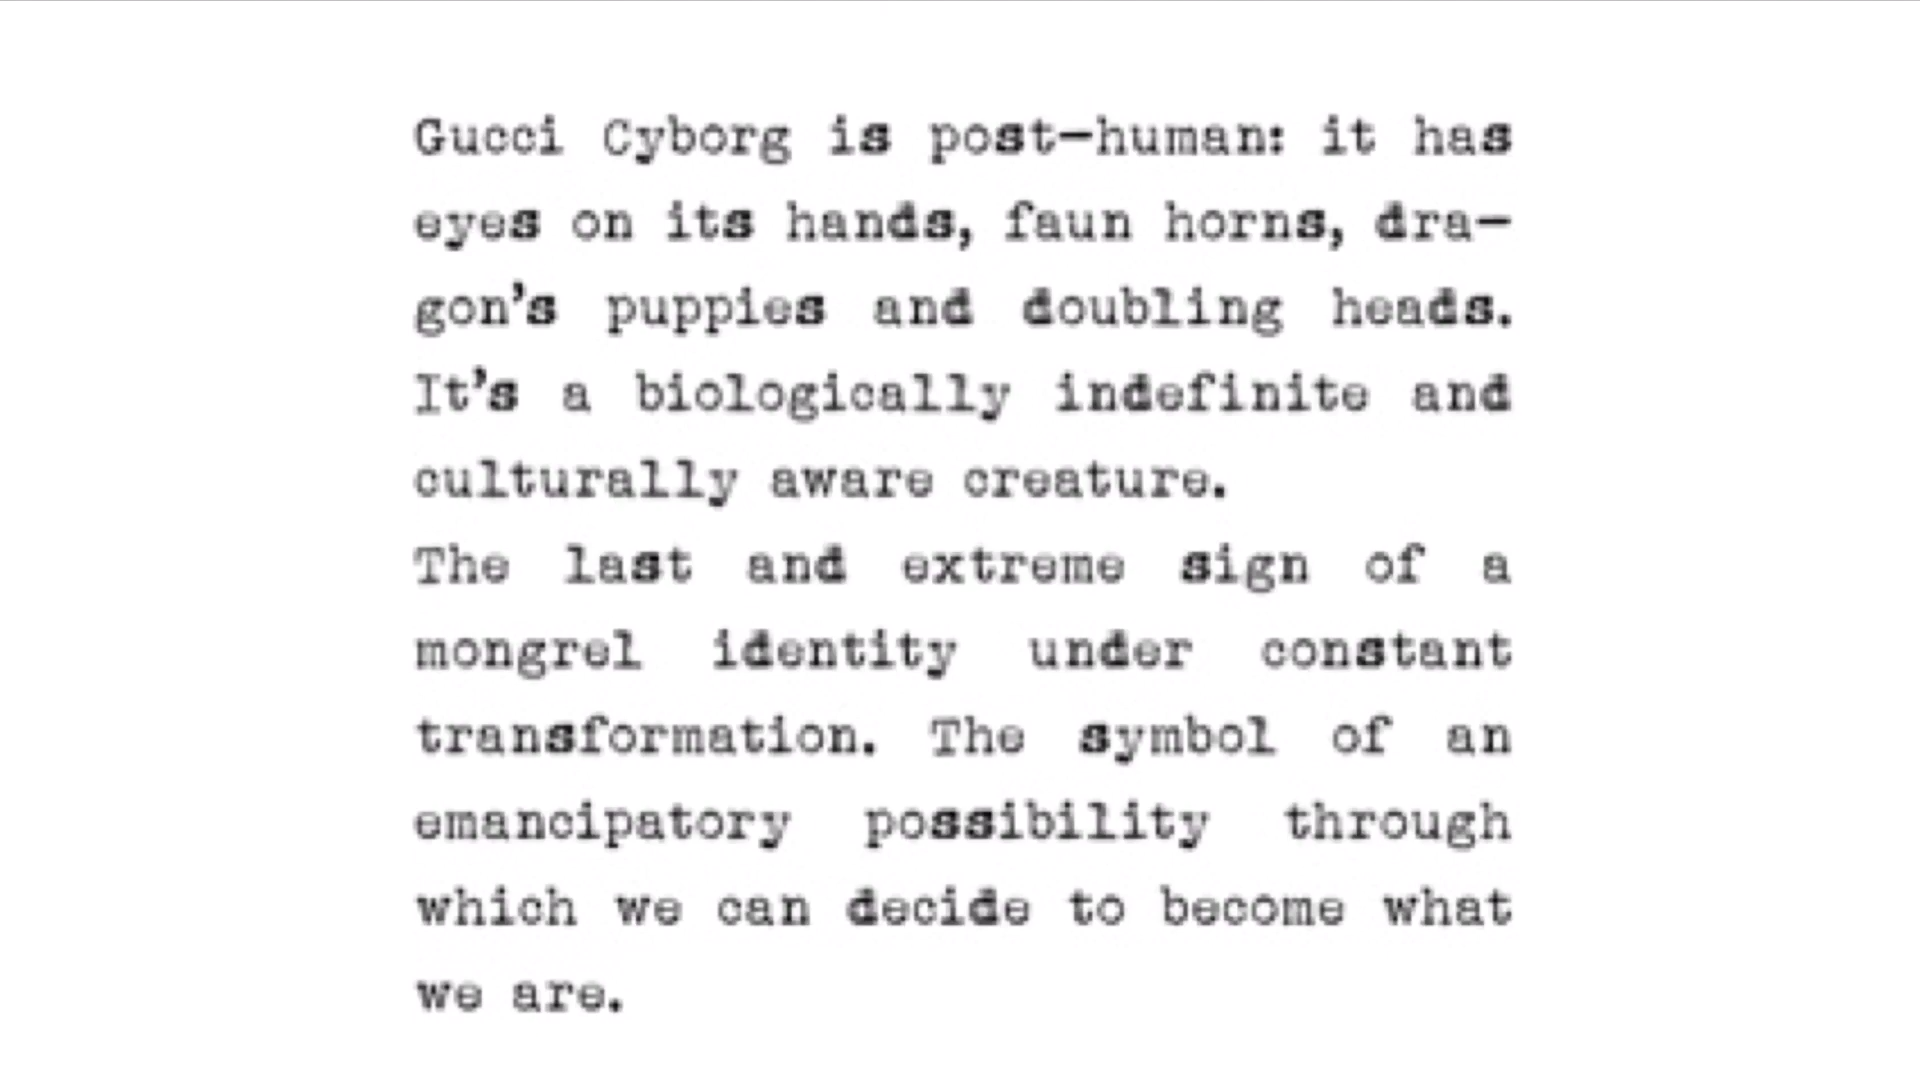 Gucci Cyborg is post-human: it has
eyes on its hands, faun horns, dra-
gon's puppies and doubling heads.
It's a biologically indefinite and
culturally aware creature.
The last and extreme sign of a
mongrel identity under constant
transformation. The symbol of an
emancipatory possibility through
which we can decide to become what
we are.